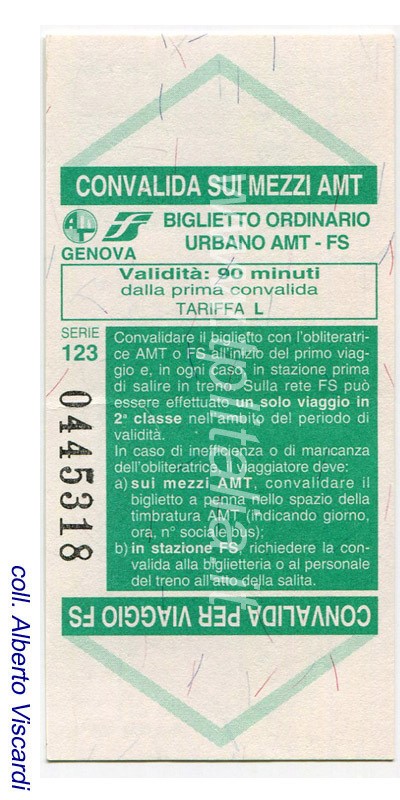 CONVALIDA SUI MEZZI AMT
AMT FS BIGLIETTO ORDINARIO
GENOVA URBANO AMT - FS
Validità: 90 minuti
dalla prima convalida
TARIFFA L
SERIE
123
0445318
Convalidare il biglietto con l'obliteratri-
ce AMT o FS all'inizio del primo viag-
gio e, in ogni caso, in stazione prima
di salire in treno. Sulla rete FS può
essere effettuato un solo viaggio in
2ª classe nell'ambito del periodo di
validità.
In caso di inefficienza o di mancanza
dell'obliteratrice, il viaggiatore deve:
a) sui mezzi AMT, convalidare il
biglietto a penna nello spazio della
timbratura AMT (indicando giorno,
ora, n° sociale bus);
b) in stazione FS, richiedere la con-
valida alla biglietteria o al personale
del treno all'atto della salita.
CONVALIDA PER VIAGGIO FS
coll. Alberto Viscardi